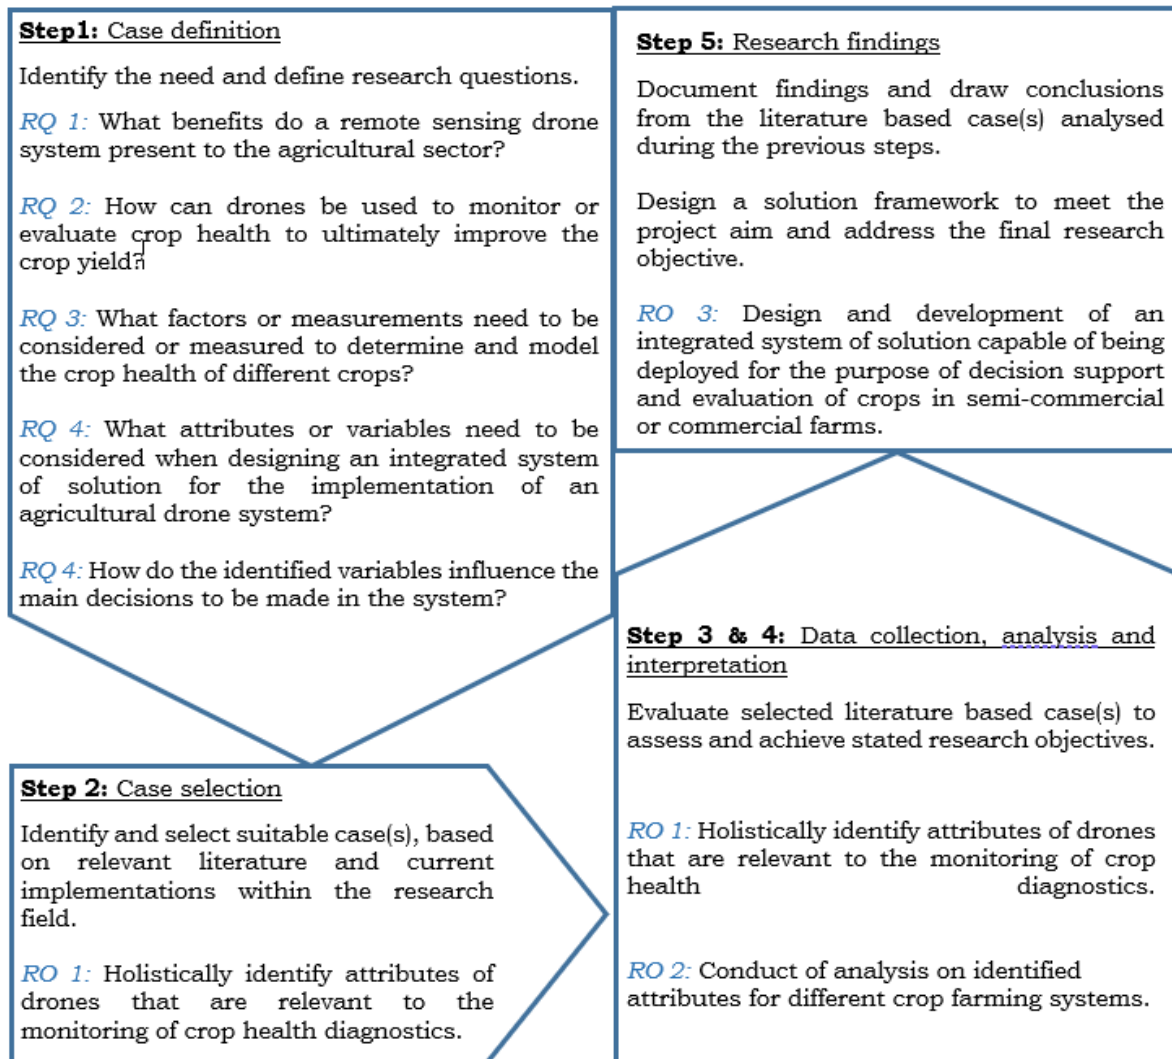 Step1: Case definition
Identify the need and define research questions.
RQ 1: What benefits do a remote sensing drone
system present to the agricultural sector?
RQ 2: How can drones be used to monitor or
evaluate crop health to ultimately improve the
crop yield?
RQ 3: What factors or measurements need to be
considered or measured to determine and model
the crop health of different crops?
RQ 4: What attributes or variables need to be
considered when designing an integrated system
of solution for the implementation of an
agricultural drone system?
RQ 4: How do the identified variables influence the
main decisions to be made in the system?
Step 2: Case selection
Identify and select suitable case(s), based
on relevant literature and current
implementations within the research
field.
RO 1: Holistically identify attributes of
drones that are relevant to the
monitoring of crop health diagnostics.
Step 3 & 4: Data collection, analysis and
interpretation
Evaluate selected literature based case(s) to
assess and achieve stated research objectives.
RO 1: Holistically identify attributes of drones
that are relevant to the monitoring of crop
health diagnostics.
RO 2: Conduct of analysis on identified
attributes for different crop farming systems.
Step 5: Research findings
Document findings and draw conclusions
from the literature based case(s) analysed
during the previous steps.
Design a solution framework to meet the
project aim and address the final research
objective.
RO 3: Design and development of an
integrated system of solution capable of being
deployed for the purpose of decision support
and evaluation of crops in semi-commercial
or commercial farms.